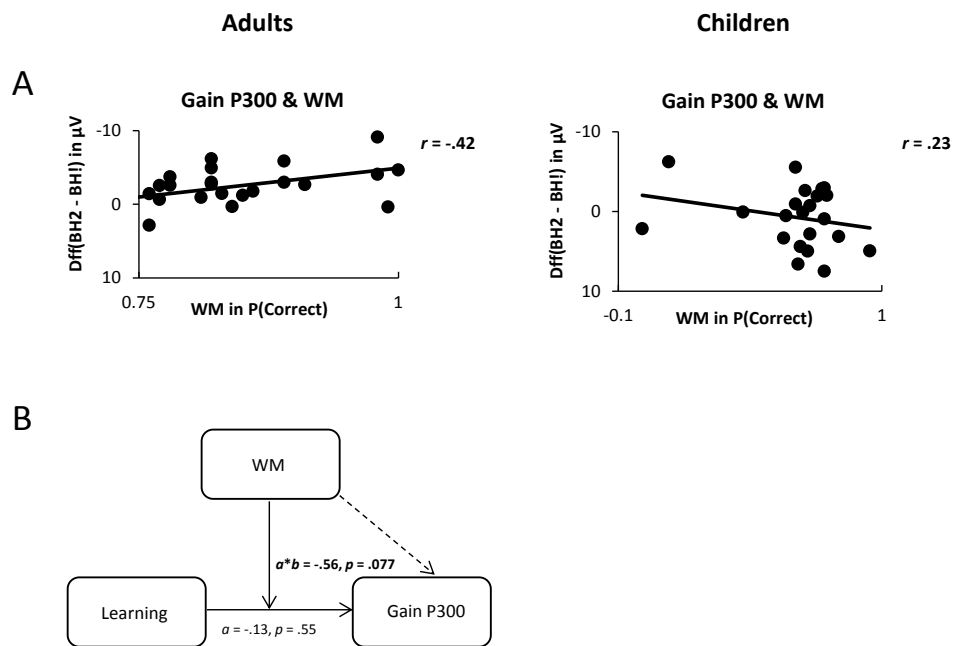 Adults
Children
A
Gain P300 & WM
r = -.42
Dff(BH2 - BH!) in µV
-10
0
10
0.75
1
WM in P(Correct)
Gain P300 & WM
r = .23
Dff(BH2 - BH!) in µV
-10
0
10
-0.1
1
WM in P(Correct)
B
WM
a*b = -.56, p = .077
Learning
Gain P300
a = -.13, p = .55